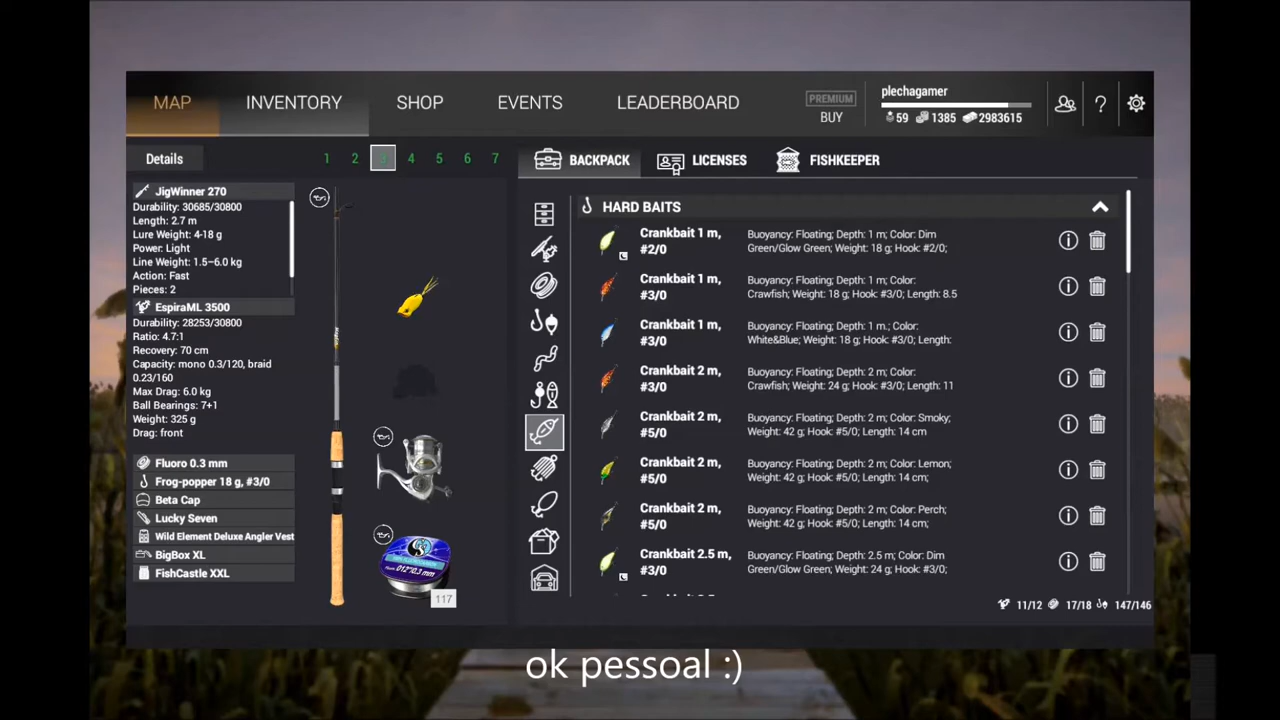 MAP
INVENTORY
SHOP
EVENTS
LEADERBOARD
PREMIUM
BUY
plechagamer
59 1385 2983615
?
Details
1 2 3 4 5 6 7
BACKPACK
LICENSES
FISHKEEPER
JigWinner 270
Durability: 30685/30800
Length: 2.7 m
Lure Weight: 4-18 g
Power: Light
Line Weight: 1.5–6.0 kg
Action: Fast
Pieces: 2
EspiraML 3500
Durability: 28253/30800
Ratio: 4.7:1
Recovery: 70 cm
Capacity: mono 0.3/120, braid
0.23/160
Max Drag: 6.0 kg
Ball Bearings: 7+1
Weight: 325 g
Drag: front
Fluoro 0.3 mm
Frog-popper 18 g, #3/0
Beta Cap
Lucky Seven
Wild Element Deluxe Angler Vest
BigBox XL
FishCastle XXL
117
HARD BAITS
Crankbait 1 m,
#2/0
Buoyancy: Floating; Depth: 1 m; Color: Dim
Green/Glow Green; Weight: 18 g; Hook: #2/0;
Crankbait 1 m,
#3/0
Buoyancy: Floating; Depth: 1 m; Color:
Crawfish; Weight: 18 g; Hook: #3/0; Length: 8.5
Crankbait 1 m,
#3/0
Buoyancy: Floating; Depth: 1 m.; Color:
White&Blue; Weight: 18 g; Hook: #3/0; Length:
Crankbait 2 m,
#3/0
Buoyancy: Floating; Depth: 2 m; Color:
Crawfish; Weight: 24 g; Hook: #3/0; Length: 11
Crankbait 2 m,
#5/0
Buoyancy: Floating; Depth: 2 m; Color: Smoky;
Weight: 42 g; Hook: #5/0; Length: 14 cm
Crankbait 2 m,
#5/0
Buoyancy: Floating; Depth: 2 m; Color: Lemon;
Weight: 42 g; Hook: #5/0; Length: 14 cm;
Crankbait 2 m,
#5/0
Buoyancy: Floating; Depth: 2 m; Color: Perch;
Weight: 42 g; Hook: #5/0; Length: 14 cm;
Crankbait 2.5 m,
#3/0
Buoyancy: Floating; Depth: 2.5 m; Color: Dim
Green/Glow Green; Weight: 24 g; Hook: #3/0;
11/12 17/18 147/146
ok pessoal :)